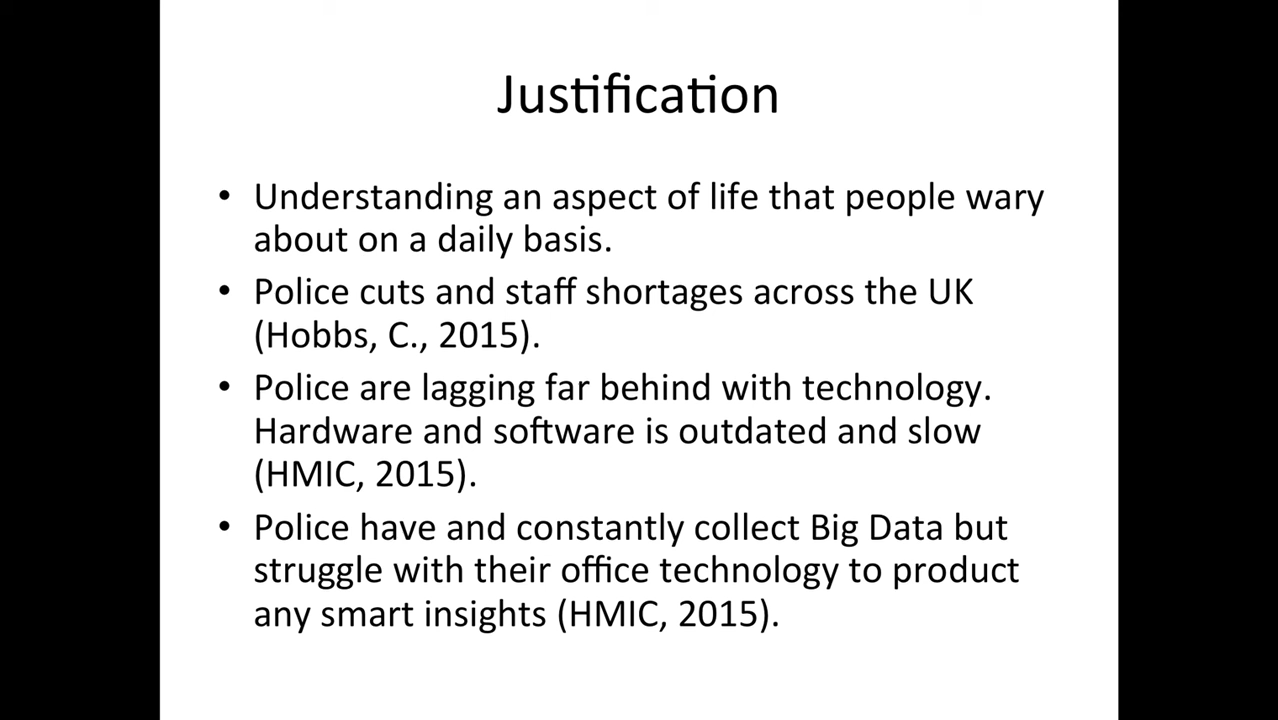 Justification
• Understanding an aspect of life that people wary
about on a daily basis.
• Police cuts and staff shortages across the UK
(Hobbs, C., 2015).
• Police are lagging far behind with technology.
Hardware and software is outdated and slow
(HMIC, 2015).
• Police have and constantly collect Big Data but
struggle with their office technology to product
any smart insights (HMIC, 2015).